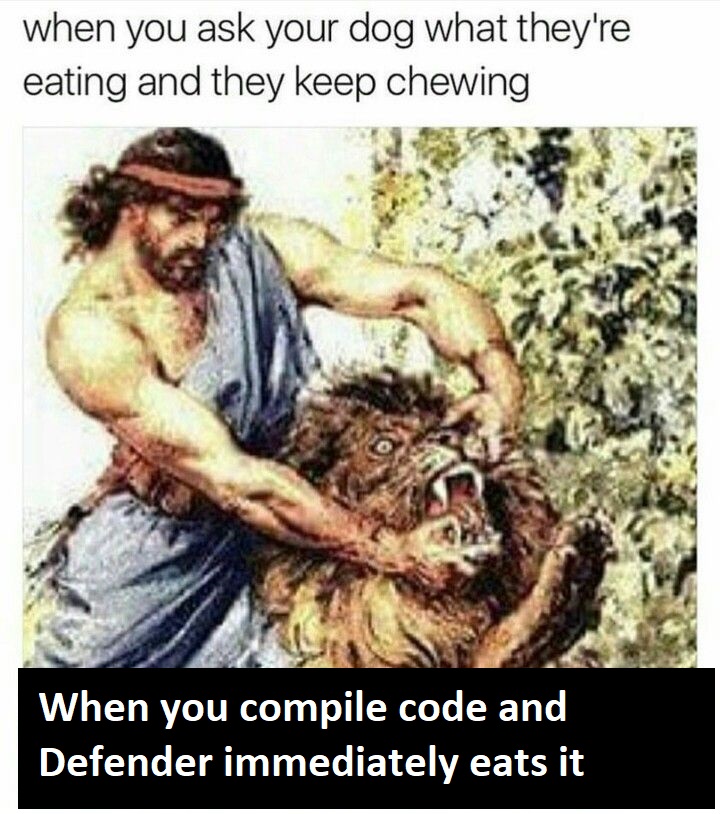 when you ask your dog what they're
eating and they keep chewing
When you compile code and
Defender immediately eats it